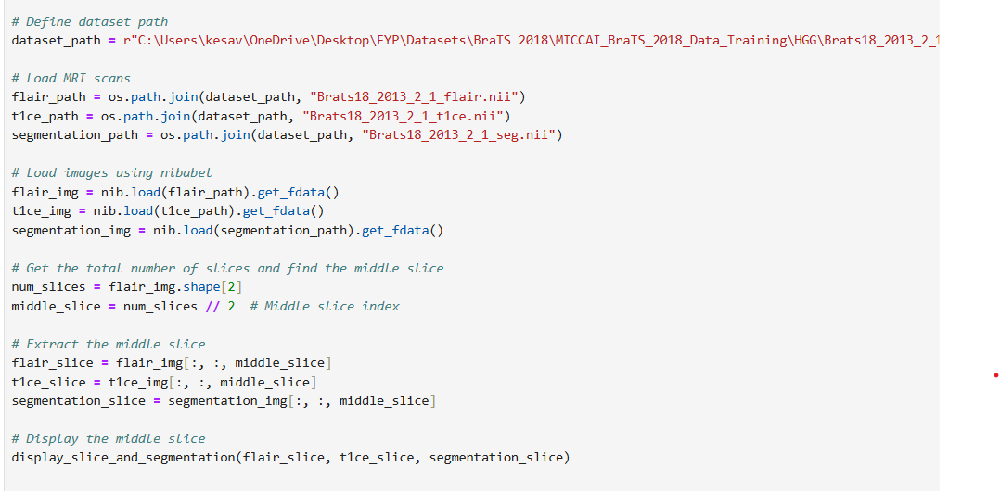 # Define dataset path
dataset_path = r"C:\Users\kesav\OneDrive\Desktop\FYP\Datasets\BraTS 2018\MICCAI_BraTS_2018_Data_Training\HGG\Brats18_2013_2_1
# Load MRI scans
flair_path = os.path.join(dataset_path, "Brats18_2013_2_1_flair.nii")
t1ce_path = os.path.join(dataset_path, "Brats18_2013_2_1_t1ce.nii")
segmentation_path = os.path.join(dataset_path, "Brats18_2013_2_1_seg.nii")
# Load images using nibabel
flair_img = nib.load(flair_path).get_fdata()
t1ce_img = nib.load(t1ce_path).get_fdata()
segmentation_img = nib.load(segmentation_path).get_fdata()
# Get the total number of slices and find the middle slice
num_slices = flair_img.shape[2]
middle_slice = num_slices // 2  # Middle slice index
# Extract the middle slice
flair_slice = flair_img[:, :, middle_slice]
t1ce_slice = t1ce_img[:, :, middle_slice]
segmentation_slice = segmentation_img[:, :, middle_slice]
# Display the middle slice
display_slice_and_segmentation(flair_slice, t1ce_slice, segmentation_slice)